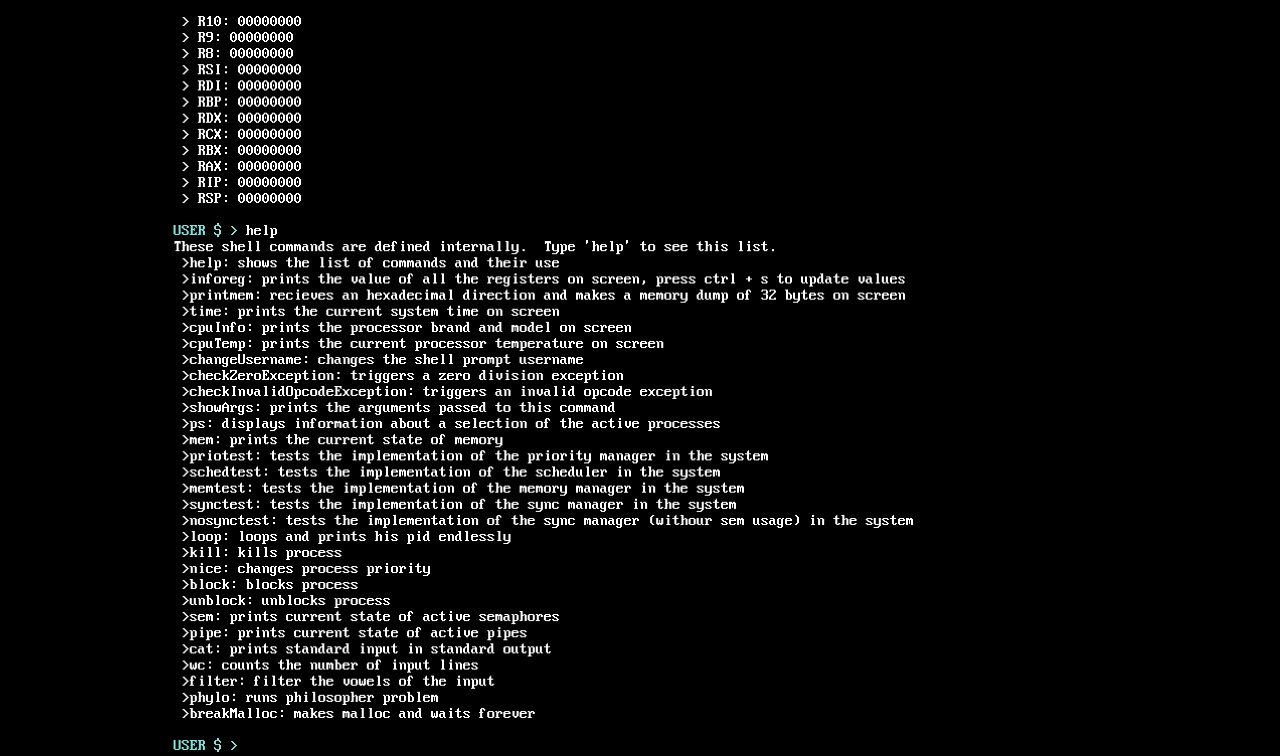 > R10: 00000000
> R9: 00000000
> R8: 00000000
> RSI: 00000000
> RDI: 00000000
> RBP: 00000000
> RDX: 00000000
> RCX: 00000000
> RBX: 00000000
> RAX: 00000000
> RIP: 00000000
> RSP: 00000000
USER $ > help
These shell commands are defined internally.  Type 'help' to see this list.
>help: shows the list of commands and their use
>inforeg: prints the value of all the registers on screen, press ctrl + s to update values
>printmem: recieves an hexadecimal direction and makes a memory dump of 32 bytes on screen
>time: prints the current system time on screen
>cpuInfo: prints the processor brand and model on screen
>cpuTemp: prints the current processor temperature on screen
>changeUsername: changes the shell prompt username
>checkZeroException: triggers a zero division exception
>checkInvalidOpcodeException: triggers an invalid opcode exception
>showArgs: prints the arguments passed to this command
>ps: displays information about a selection of the active processes
>mem: prints the current state of memory
>priotest: tests the implementation of the priority manager in the system
>schedtest: tests the implementation of the scheduler in the system
>memtest: tests the implementation of the memory manager in the system
>synctest: tests the implementation of the sync manager in the system
>nosynctest: tests the implementation of the sync manager (withour sem usage) in the system
>loop: loops and prints his pid endlessly
>kill: kills process
>nice: changes process priority
>block: blocks process
>unblock: unblocks process
>sem: prints current state of active semaphores
>pipe: prints current state of active pipes
>cat: prints standard input in standard output
>wc: counts the number of input lines
>filter: filter the vowels of the input
>phylo: runs philosopher problem
>breakMalloc: makes malloc and waits forever
USER $ >